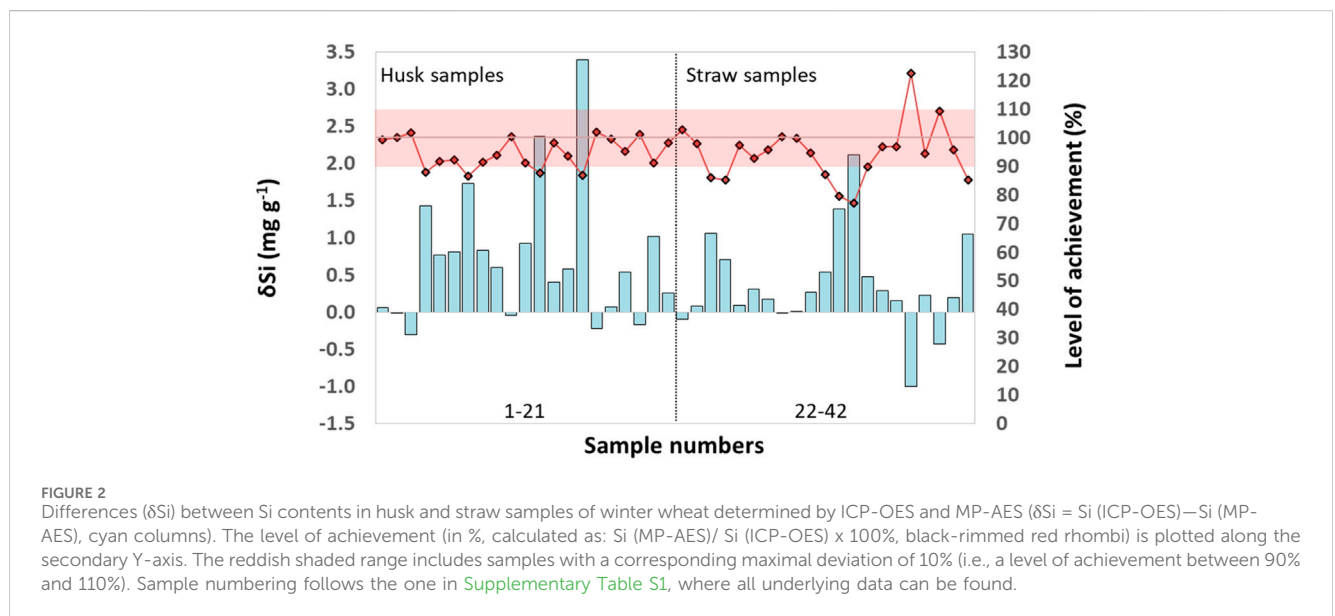 3.5
3.0
2.5
2.0
1.5
1.0
0.5
0.0
-0.5
-1.0
-1.5
δSi (mg g⁻¹)
Husk samples
Straw samples
1-21
22-42
Sample numbers
130
120
110
100
90
80
70
60
50
40
30
20
10
0
Level of achievement (%)
FIGURE 2
Differences (δSi) between Si contents in husk and straw samples of winter wheat determined by ICP-OES and MP-AES (δSi = Si (ICP-OES)—Si (MP-
AES), cyan columns). The level of achievement (in %, calculated as: Si (MP-AES)/ Si (ICP-OES) x 100%, black-rimmed red rhombi) is plotted along the
secondary Y-axis. The reddish shaded range includes samples with a corresponding maximal deviation of 10% (i.e., a level of achievement between 90%
and 110%). Sample numbering follows the one in Supplementary Table S1, where all underlying data can be found.